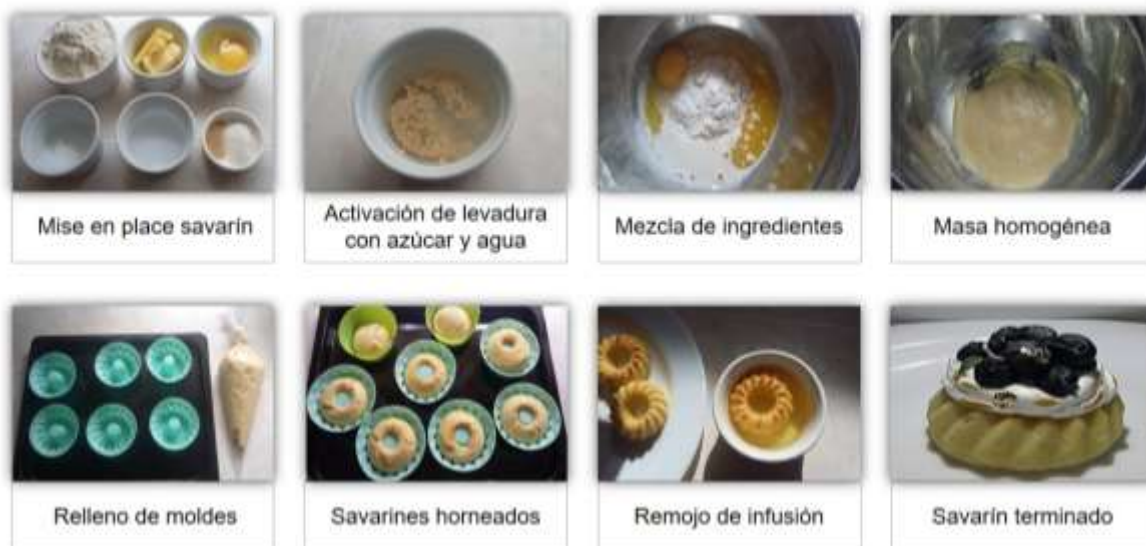 Mise en place savarín
Activación de levadura
con azúcar y agua
Mezcla de ingredientes
Masa homogénea
Relleno de moldes
Savarines horneados
Remojo de infusión
Savarín terminado